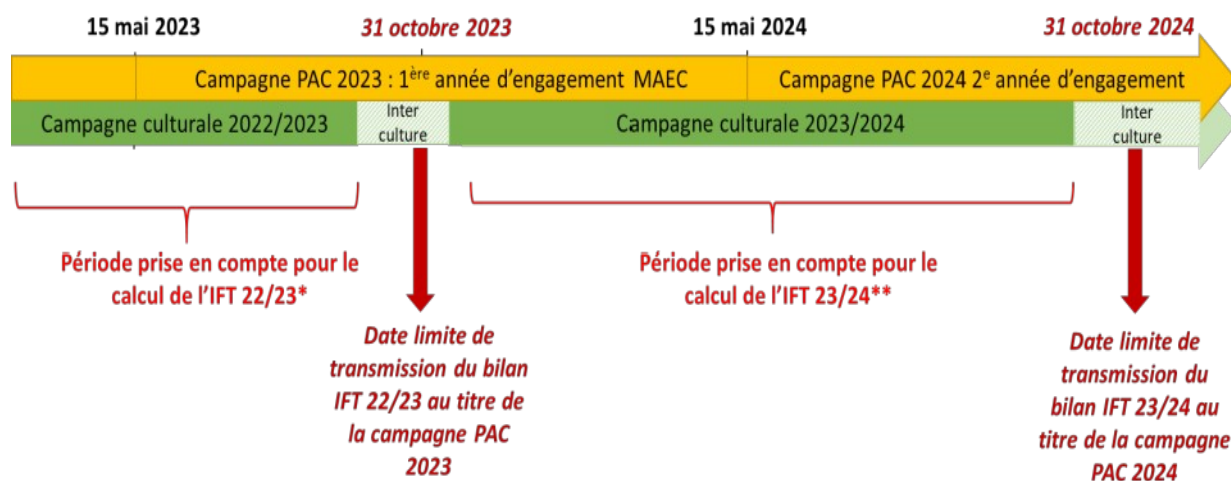 15 mai 2023
31 octobre 2023
15 mai 2024
31 octobre 2024
Campagne PAC 2023 : 1ère année d'engagement MAEC
Campagne PAC 2024 2e année d'engagement
Campagne culturale 2022/2023
Inter
culture
Campagne culturale 2023/2024
Inter
culture
Période prise en compte pour le
calcul de l'IFT 22/23*
Période prise en compte pour le
calcul de l'IFT 23/24**
Date limite de
transmission du bilan
IFT 22/23 au titre de
la campagne PAC
2023
Date limite de
transmission du
bilan IFT 23/24 au
titre de la campagne
PAC 2024